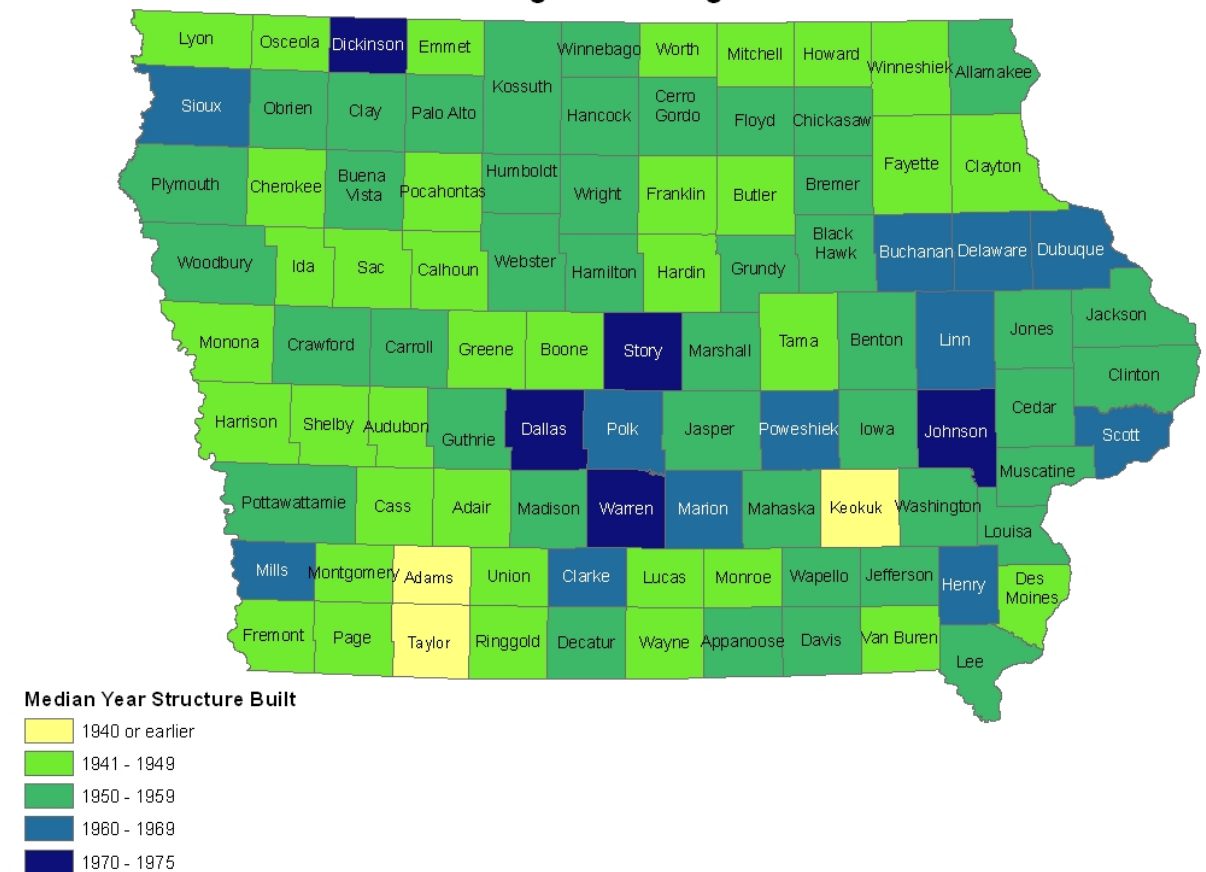 Lyon
Osceola
Dickinson
Emmet
Kossuth
Winnebago
Worth
Mitchell
Howard
Winneshiek
Allamakee
Sioux
Obrien
Clay
Palo Alto
Hancock
Cerro
Gordo
Floyd
Chickasaw
Fayette
Clayton
Plymouth
Cherokee
Buena
Vista
Pocahontas
Humboldt
Wright
Franklin
Butler
Bremer
Woodbury
Ida
Sac
Calhoun
Webster
Hamilton
Hardin
Grundy
Black
Hawk
Buchanan
Delaware
Dubuque
Monona
Crawford
Carroll
Greene
Boone
Story
Marshall
Tama
Benton
Linn
Jones
Jackson
Clinton
Harrison
Shelby
Audubon
Guthrie
Dallas
Polk
Jasper
Poweshiek
Iowa
Johnson
Cedar
Scott
Muscatine
Pottawattamie
Cass
Adair
Madison
Warren
Marion
Mahaska
Keokuk
Washington
Louisa
Mills
Montgomery
Adams
Union
Clarke
Lucas
Monroe
Wapello
Jefferson
Henry
Des
Moines
Fremont
Page
Taylor
Ringgold
Decatur
Wayne
Appanoose
Davis
Van Buren
Lee
Median Year Structure Built
1940 or earlier
1941 - 1949
1950 - 1959
1960 - 1969
1970 - 1975